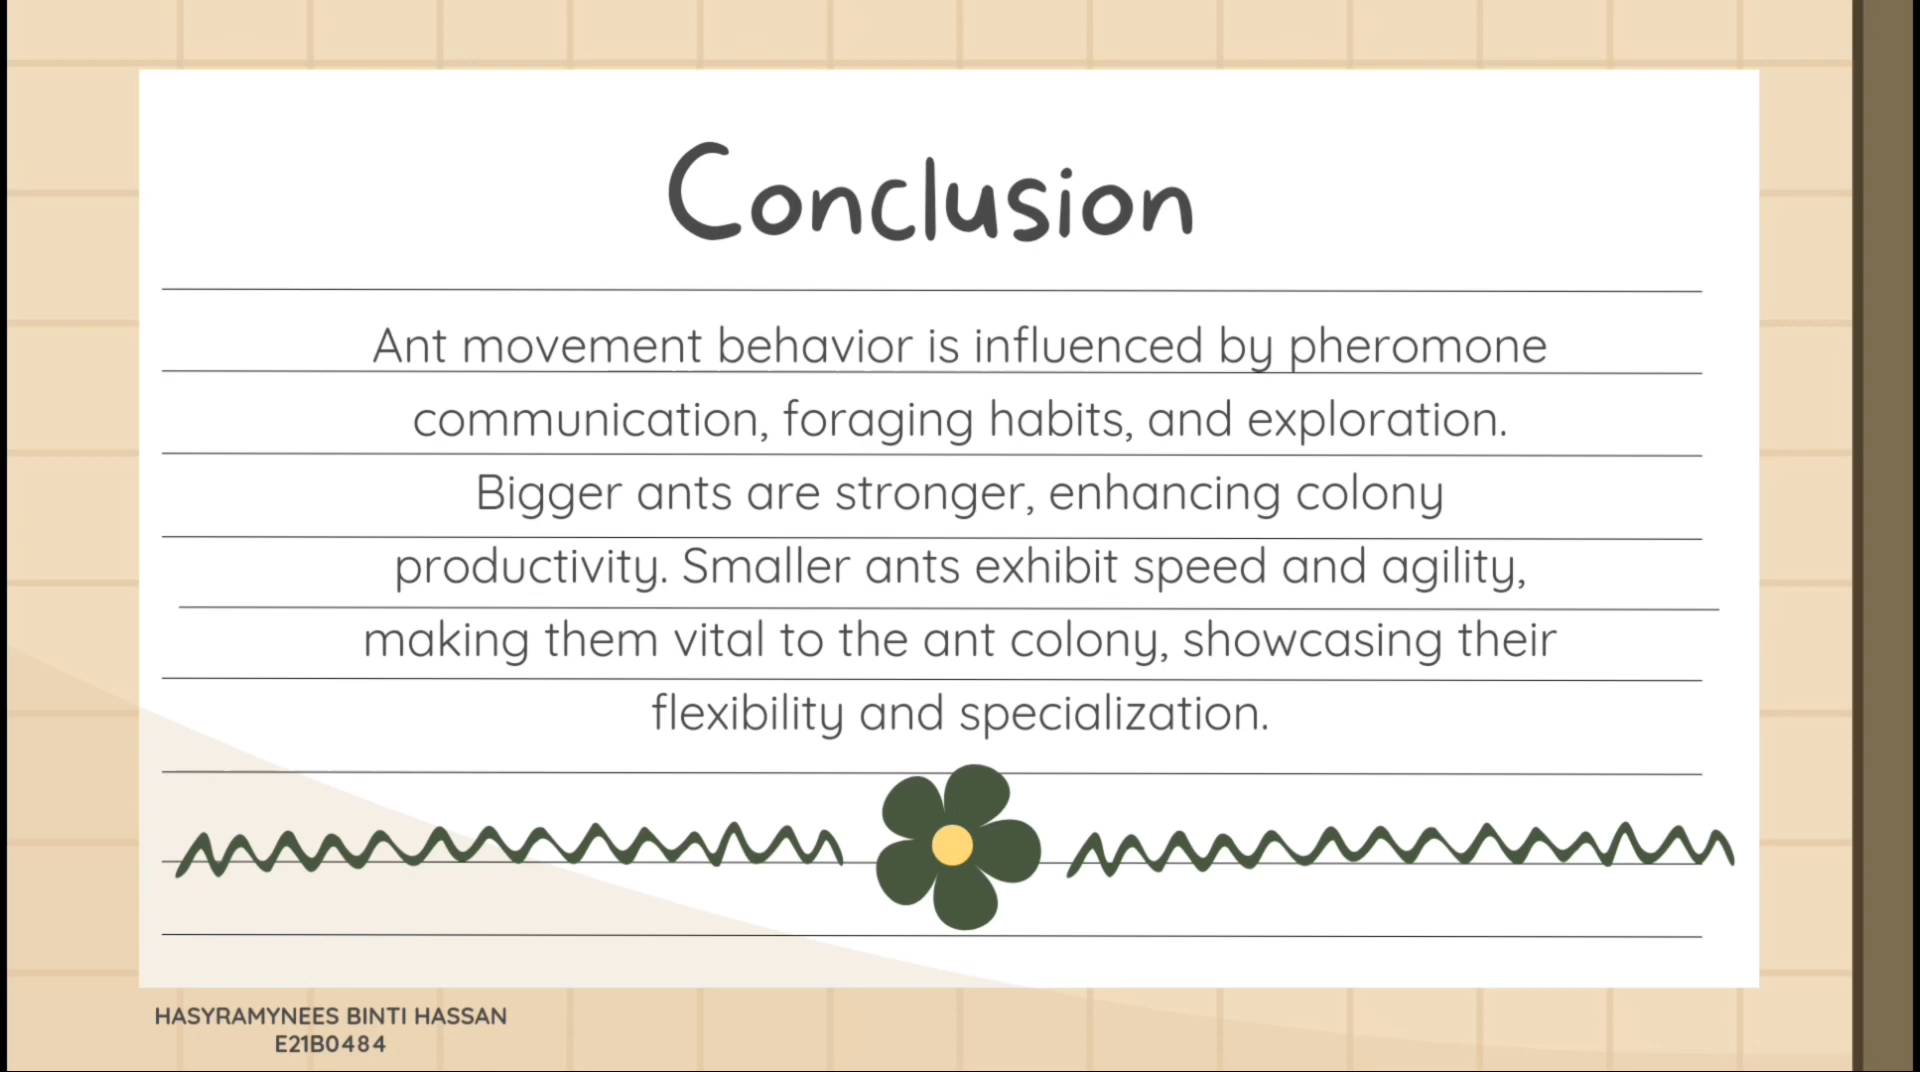 Conclusion
Ant movement behavior is influenced by pheromone
communication, foraging habits, and exploration.
Bigger ants are stronger, enhancing colony
productivity. Smaller ants exhibit speed and agility,
making them vital to the ant colony, showcasing their
flexibility and specialization.
HASYRAMYNEES BINTI HASSAN
E21B0484